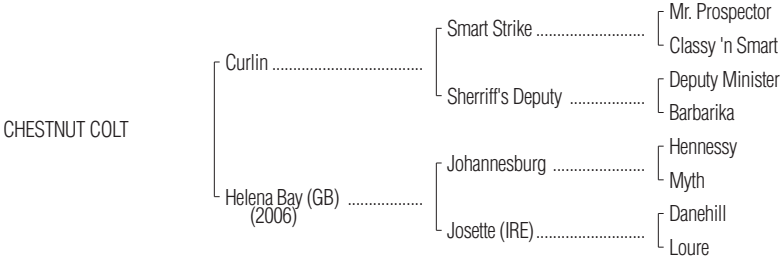 Mr. Prospector
Smart Strike ..........................
Classy 'n Smart
Curlin ....................................
Deputy Minister
Sherriff's Deputy ..................
Barbarika
CHESTNUT COLT
Hennessy
Johannesburg ......................
Myth
Helena Bay (GB) ..................
(2006)
Danehill
Josette (IRE)..........................
Loure